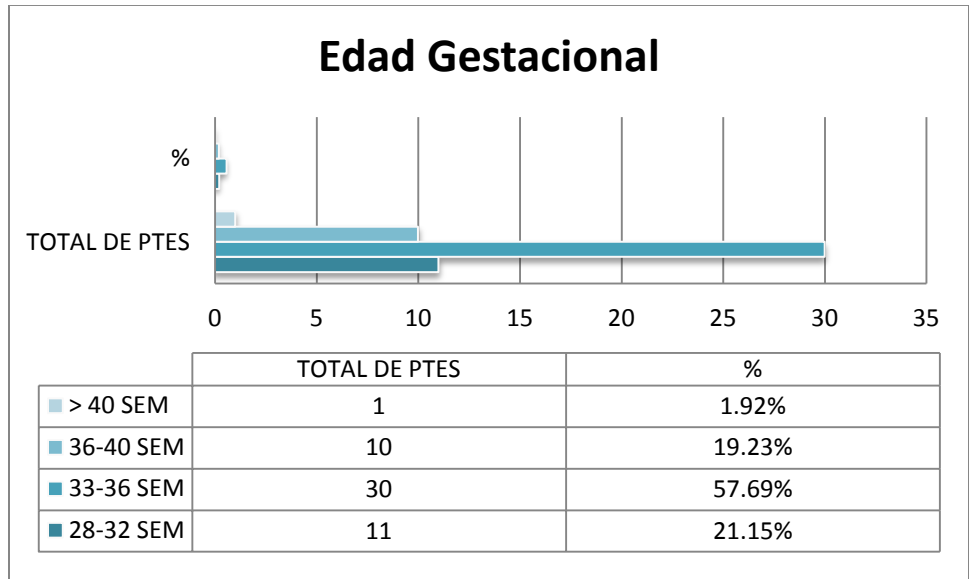 Edad Gestacional
%
TOTAL DE PTES
0 5 10 15 20 25 30 35
TOTAL DE PTES %
> 40 SEM 1 1.92%
36-40 SEM 10 19.23%
33-36 SEM 30 57.69%
28-32 SEM 11 21.15%